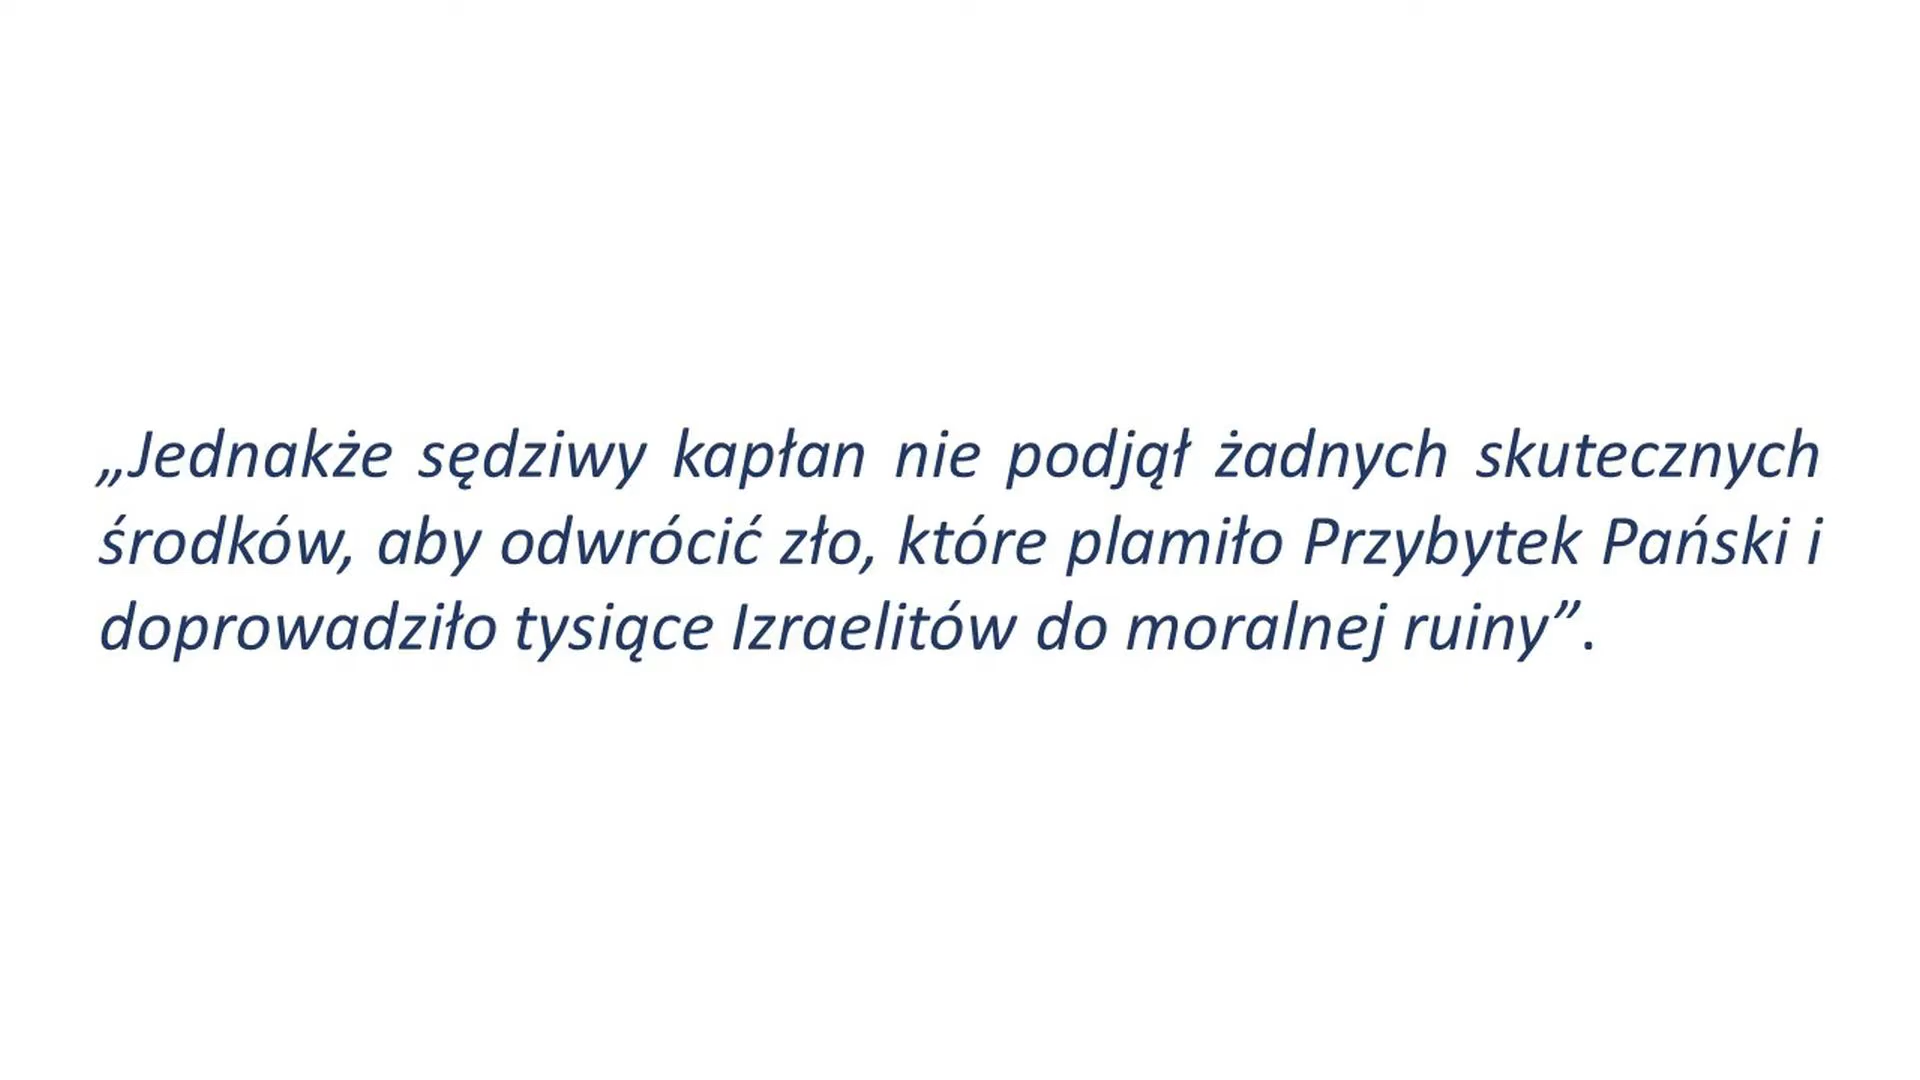 „Jednakże sędziwy kapłan nie podjął żadnych skutecznych
środków, aby odwrócić zło, które plamiło Przybytek Pański i
doprowadziło tysiące Izraelitów do moralnej ruiny”.